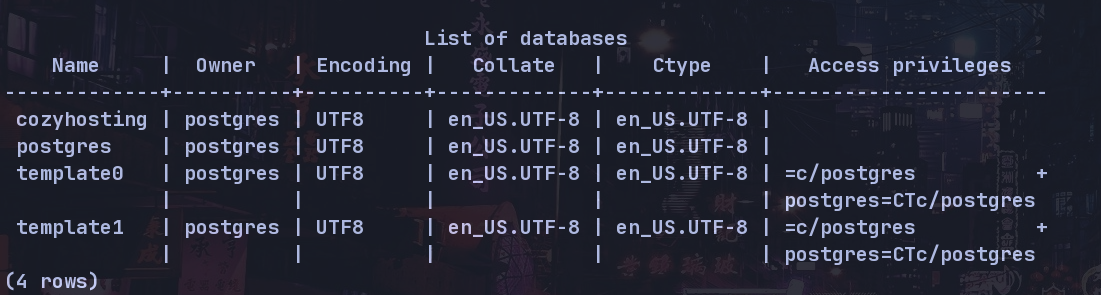 List of databases
Name | Owner | Encoding | Collate | Ctype | Access privileges
-------------+----------+----------+-------------+-------------+-----------------------
cozyhosting | postgres | UTF8 | en_US.UTF-8 | en_US.UTF-8 |
postgres | postgres | UTF8 | en_US.UTF-8 | en_US.UTF-8 |
template0 | postgres | UTF8 | en_US.UTF-8 | en_US.UTF-8 | =c/postgres +
| | | | | postgres=CTc/postgres
template1 | postgres | UTF8 | en_US.UTF-8 | en_US.UTF-8 | =c/postgres +
| | | | | postgres=CTc/postgres
(4 rows)